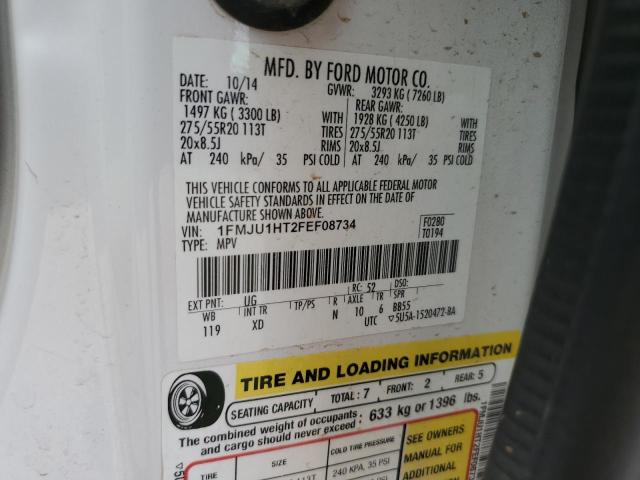 MFD. BY FORD MOTOR CO.
DATE: 10/14 GVWR: 3293 KG ( 7260 LB)
FRONT GAWR: REAR GAWR:
1497 KG ( 3300 LB) WITH 1928 KG ( 4250 LB) WITH
275/55R20 113T TIRES 275/55R20 113T TIRES
20x8.5J RIMS 20x8.5J RIMS
AT 240 kPa/ 35 PSI COLD AT 240 kPa/ 35 PSI COLD
THIS VEHICLE CONFORMS TO ALL APPLICABLE FEDERAL MOTOR
VEHICLE SAFETY STANDARDS IN EFFECT ON THE DATE OF
MANUFACTURE SHOWN ABOVE.
VIN: 1FMJU1HT2FEF08734 F0280
TYPE: MPV T0194
EXT PNT: UG RC: 52 DSO:
WB INT TR TP/PS R AXLE TR SPR
119 XD N 10 6 BB55
UTC ▽5U5A-1520472-BA
TIRE AND LOADING INFORMATION
SEATING CAPACITY TOTAL: 7 FRONT: 2 REAR: 5
The combined weight of occupants and cargo should never exceed: 633 kg or 1396 lbs.
TIRE SIZE COLD TIRE PRESSURE SEE OWNERS
240 KPA, 35 PSI MANUAL FOR
113T ADDITIONAL